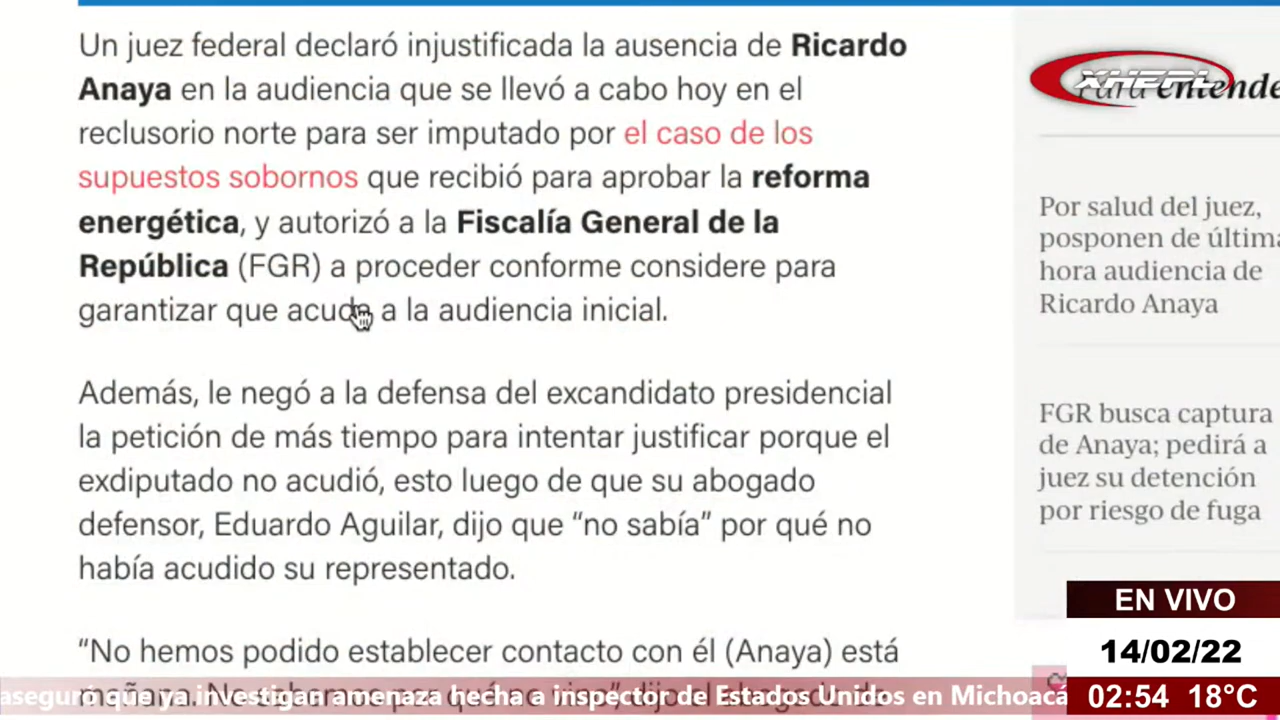 Un juez federal declaró injustificada la ausencia de Ricardo
Anaya en la audiencia que se llevó a cabo hoy en el
reclusorio norte para ser imputado por el caso de los
supuestos sobornos que recibió para aprobar la reforma
energética, y autorizó a la Fiscalía General de la
República (FGR) a proceder conforme considere para
garantizar que acuda a la audiencia inicial.
Además, le negó a la defensa del excandidato presidencial
la petición de más tiempo para intentar justificar porque el
exdiputado no acudió, esto luego de que su abogado
defensor, Eduardo Aguilar, dijo que “no sabía” por qué no
había acudido su representado.
“No hemos podido establecer contacto con él (Anaya) está
Para entende
Por salud del juez,
posponen de última
hora audiencia de
Ricardo Anaya
FGR busca captura
de Anaya; pedirá a
juez su detención
por riesgo de fuga
EN VIVO
14/02/22
02:54 18°C
aseguró que ya investigan amenaza hecha a inspector de Estados Unidos en Michoacá